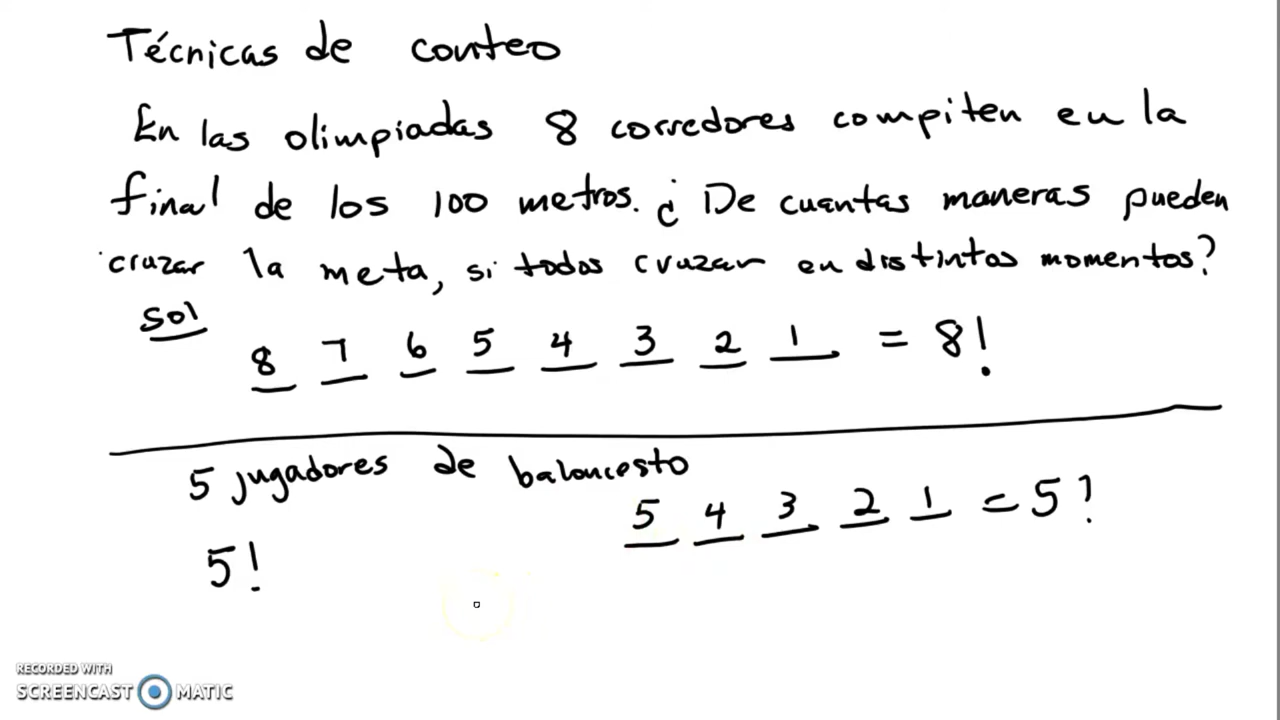 Técnicas de conteo
En las olimpiadas 8 corredores compiten en la
final de los 100 metros. ¿De cuantas maneras pueden
cruzar la meta, si todos cruzar en distintos momentos?
Sol
8 7 6 5 4 3 2 1 = 8!
5 jugadores de baloncesto
5 4 3 2 1 = 5!
5!
RECORDED WITH
SCREENCAST MATIC